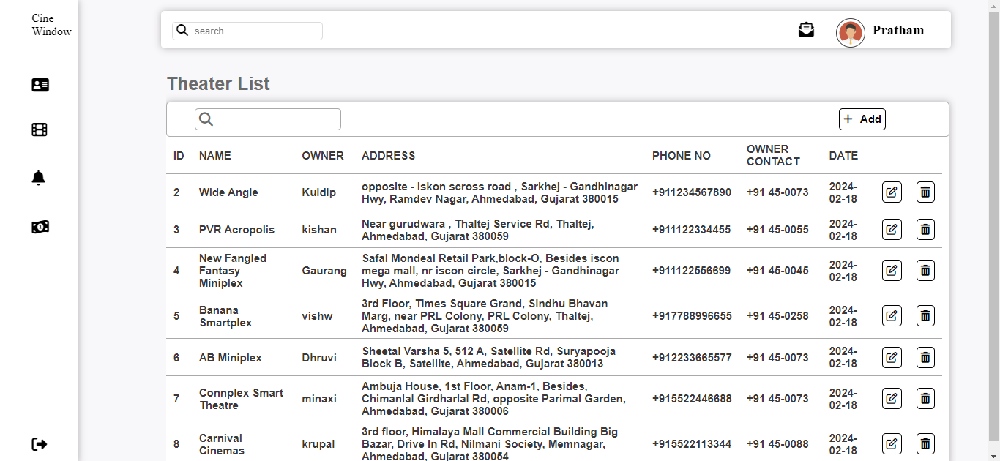 Cine
Window
search
Pratham
Theater List
+ Add
ID NAME OWNER ADDRESS PHONE NO OWNER CONTACT DATE
2 Wide Angle Kuldip opposite - iskon scross road , Sarkhej - Gandhinagar Hwy, Ramdev Nagar, Ahmedabad, Gujarat 380015 +911234567890 +91 45-0073 2024-02-18
3 PVR Acropolis kishan Near gurudwara , Thaltej Service Rd, Thaltej, Ahmedabad, Gujarat 380059 +911122334455 +91 45-0055 2024-02-18
4 New Fangled Fantasy Miniplex Gaurang Safal Mondeal Retail Park,block-O, Besides iscon mega mall, nr iscon circle, Sarkhej - Gandhinagar Hwy, Ahmedabad, Gujarat 380015 +911122556699 +91 45-0045 2024-02-18
5 Banana Smartplex vishw 3rd Floor, Times Square Grand, Sindhu Bhavan Marg, near PRL Colony, PRL Colony, Thaltej, Ahmedabad, Gujarat 380059 +917788996655 +91 45-0258 2024-02-18
6 AB Miniplex Dhruvi Sheetal Varsha 5, 512 A, Satellite Rd, Suryapooja Block B, Satellite, Ahmedabad, Gujarat 380013 +912233665577 +91 45-0073 2024-02-18
7 Connplex Smart Theatre minaxi Ambuja House, 1st Floor, Anam-1, Besides, Chimanlal Girdharlal Rd, opposite Parimal Garden, Ahmedabad, Gujarat 380006 +915522446688 +91 45-0073 2024-02-18
8 Carnival Cinemas krupal 3rd floor, Himalaya Mall Commercial Building Big Bazar, Drive In Rd, Nilmani Society, Memnagar, Ahmedabad, Gujarat 380054 +915522113344 +91 45-0088 2024-02-18